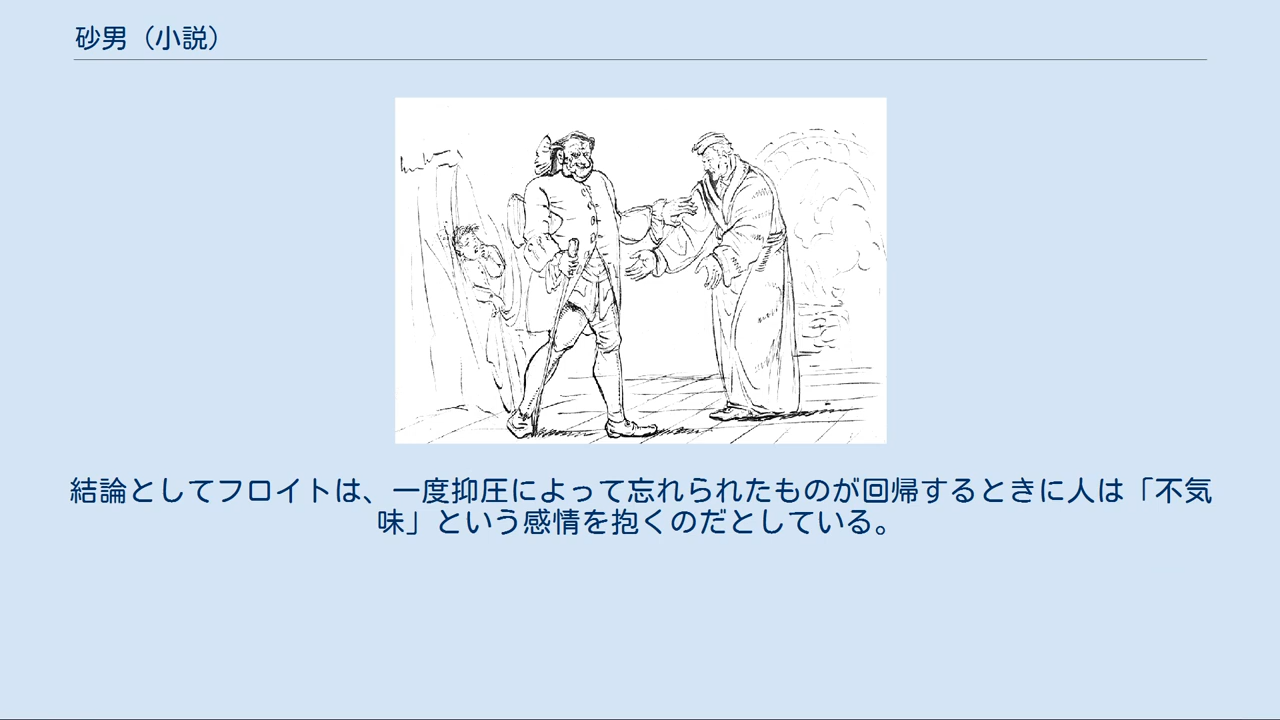 砂男（小説）
結論としてフロイトは、一度抑圧によって忘れられたものが回帰するときに人は「不気
味」という感情を抱くのだとしている。